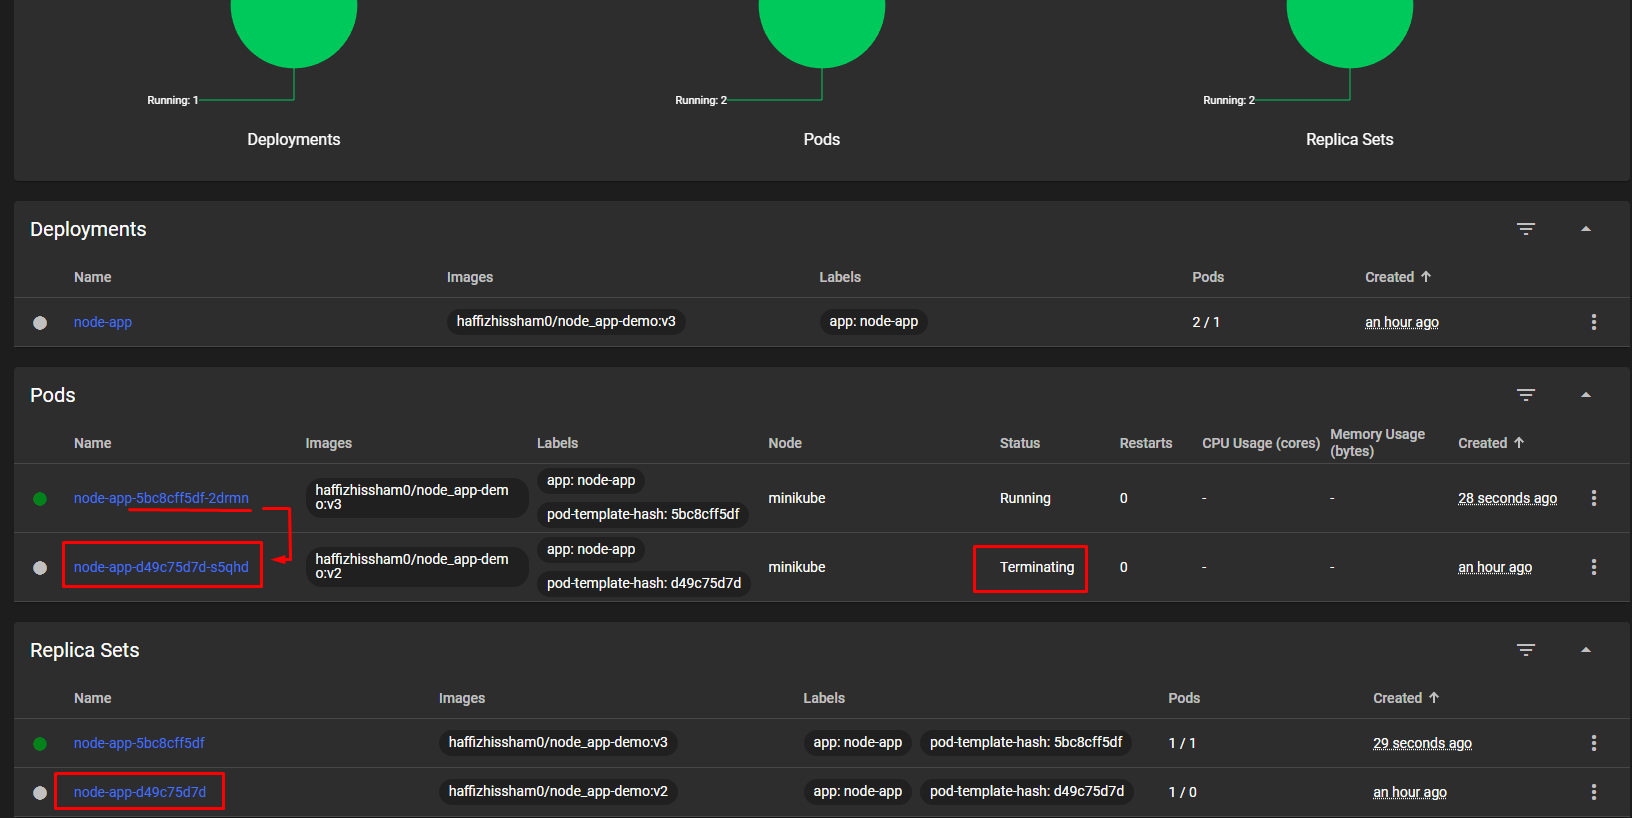 Running: 1
Running: 2
Running: 2
Deployments
Pods
Replica Sets
Deployments
Name Images Labels Pods Created
node-app haffizhissham0/node_app-demo:v3 app: node-app 2 / 1 an hour ago
Pods
Name Images Labels Node Status Restarts CPU Usage (cores) Memory Usage (bytes) Created
node-app-5bc8cff5df-2drmn haffizhissham0/node_app-dem
o:v3
app: node-app
pod-template-hash: 5bc8cff5df
minikube Running 0 - - 28 seconds ago
node-app-d49c75d7d-s5qhd haffizhissham0/node_app-dem
o:v2
app: node-app
pod-template-hash: d49c75d7d
minikube Terminating 0 - - an hour ago
Replica Sets
Name Images Labels Pods Created
node-app-5bc8cff5df haffizhissham0/node_app-demo:v3 app: node-app pod-template-hash: 5bc8cff5df 1 / 1 29 seconds ago
node-app-d49c75d7d haffizhissham0/node_app-demo:v2 app: node-app pod-template-hash: d49c75d7d 1 / 0 an hour ago